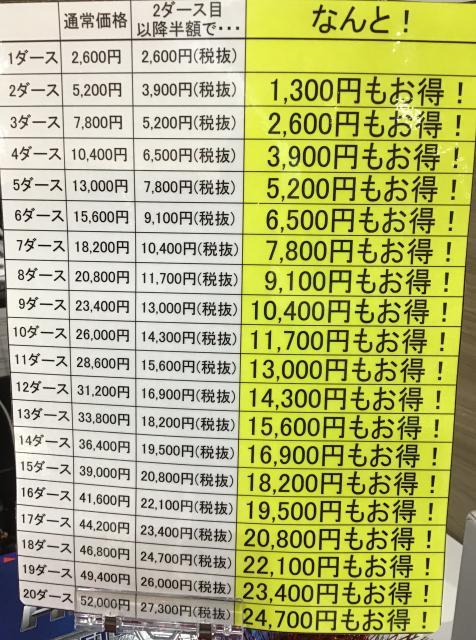 通常価格 2ダース目以降半額で・・・ なんと！
1ダース 2,600円 2,600円(税抜)
2ダース 5,200円 3,900円(税抜) 1,300円もお得！
3ダース 7,800円 5,200円(税抜) 2,600円もお得！
4ダース 10,400円 6,500円(税抜) 3,900円もお得！
5ダース 13,000円 7,800円(税抜) 5,200円もお得！
6ダース 15,600円 9,100円(税抜) 6,500円もお得！
7ダース 18,200円 10,400円(税抜) 7,800円もお得！
8ダース 20,800円 11,700円(税抜) 9,100円もお得！
9ダース 23,400円 13,000円(税抜) 10,400円もお得！
10ダース 26,000円 14,300円(税抜) 11,700円もお得！
11ダース 28,600円 15,600円(税抜) 13,000円もお得！
12ダース 31,200円 16,900円(税抜) 14,300円もお得！
13ダース 33,800円 18,200円(税抜) 15,600円もお得！
14ダース 36,400円 19,500円(税抜) 16,900円もお得！
15ダース 39,000円 20,800円(税抜) 18,200円もお得！
16ダース 41,600円 22,100円(税抜) 19,500円もお得！
17ダース 44,200円 23,400円(税抜) 20,800円もお得！
18ダース 46,800円 24,700円(税抜) 22,100円もお得！
19ダース 49,400円 26,000円(税抜) 23,400円もお得！
20ダース 52,000円 27,300円(税抜) 24,700円もお得！